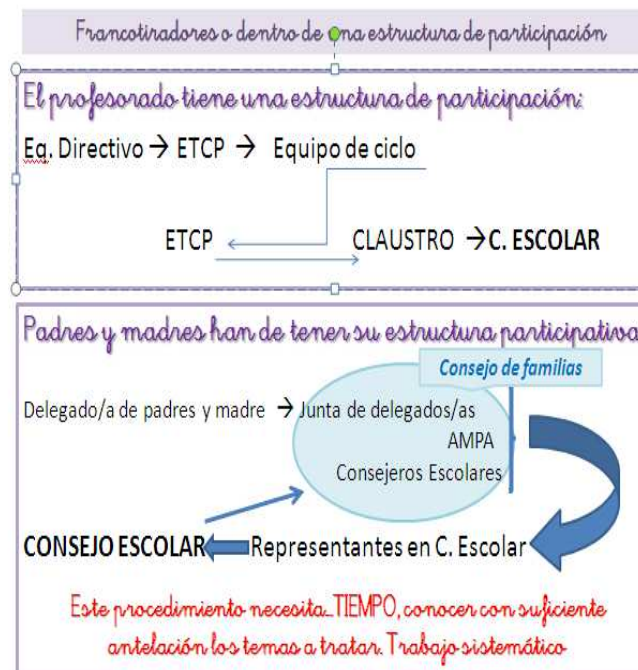 Francotiradores o dentro de una estructura de participación
El profesorado tiene una estructura de participación:
Eq. Directivo → ETCP → Equipo de ciclo
ETCP CLAUSTRO → C. ESCOLAR
Padres y madres han de tener su estructura participativa
Consejo de familias
Delegado/a de padres y madre → Junta de delegados/as
AMPA
Consejeros Escolares
CONSEJO ESCOLAR Representantes en C. Escolar
Este procedimiento necesita...TIEMPO, conocer con suficiente
antelación los temas a tratar. Trabajo sistemático